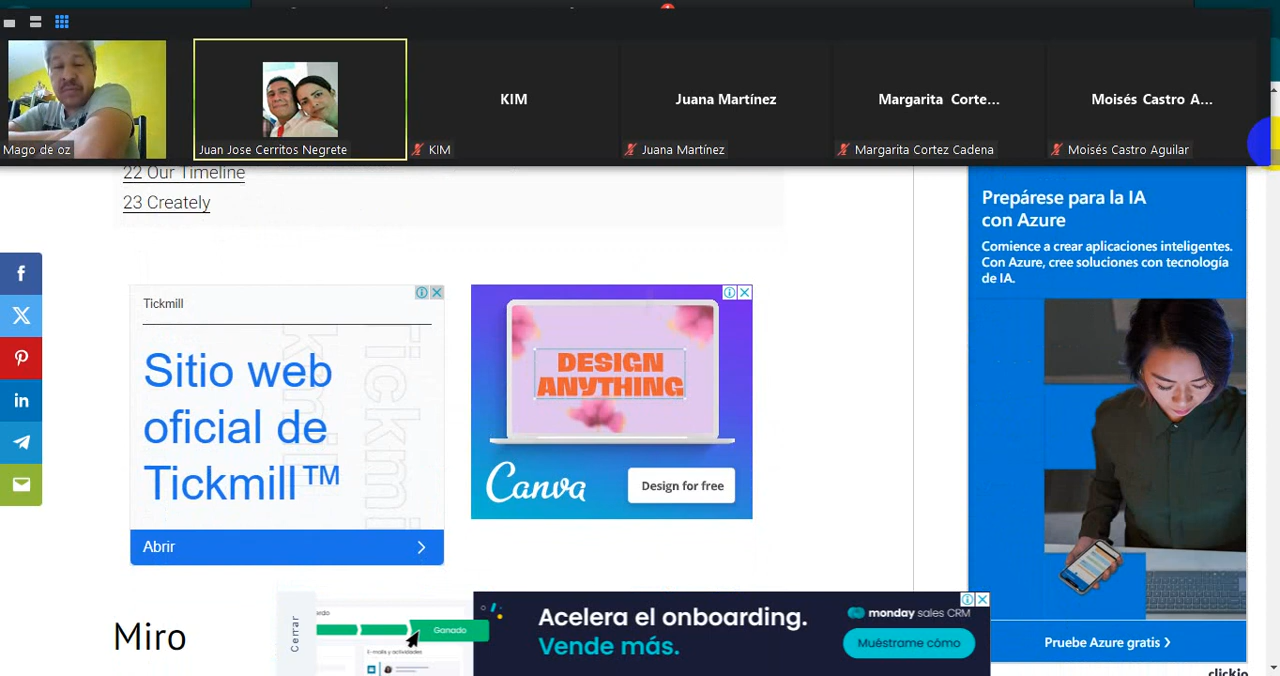 KIM
Juana Martínez
Margarita Corte...
Moisés Castro A...
Mago de oz
Juan Jose Cerritos Negrete
KIM
Juana Martínez
Margarita Cortez Cadena
Moisés Castro Aguilar
22 Our Timeline
23 Creately
Tickmill
Sitio web
oficial de
Tickmill™
Abrir
DESIGN
ANYTHING
Canva
Design for free
Prepárese para la IA
con Azure
Comience a crear aplicaciones inteligentes.
Con Azure, cree soluciones con tecnología
de IA.
Pruebe Azure gratis
Miro
Cerrar
Ganado
E-mails y actividades
Acelera el onboarding.
Vende más.
monday sales CRM
Muéstrame cómo
clickio